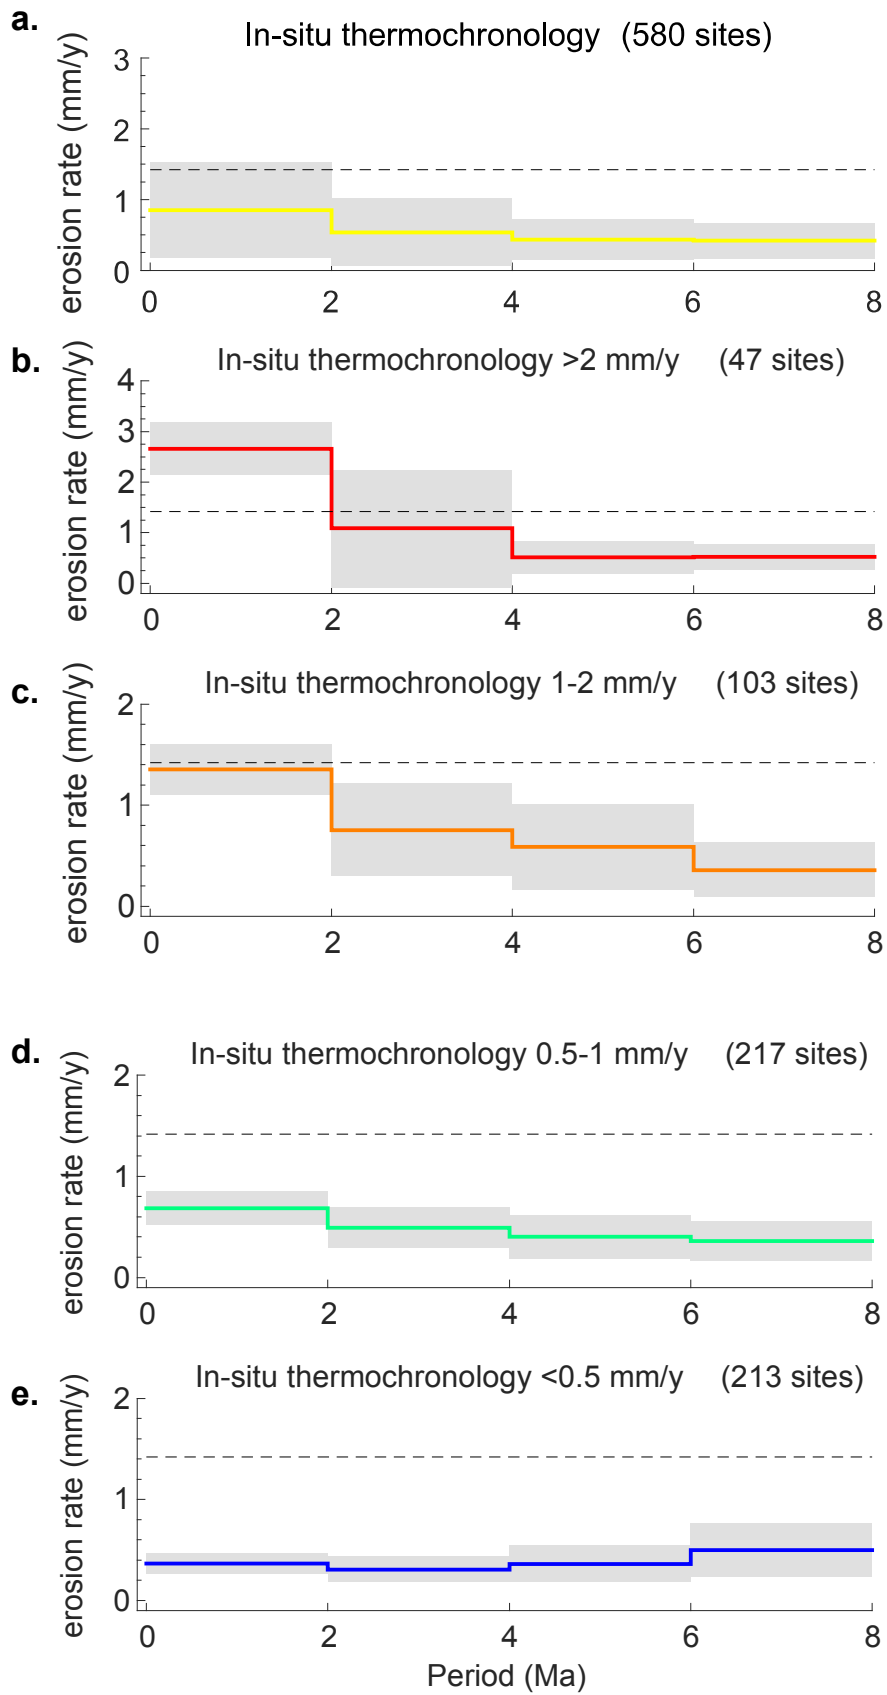 a.
In-situ thermochronology (580 sites)
erosion rate (mm/y)
3
2
1
0
0 2 4 6 8
b.
In-situ thermochronology >2 mm/y (47 sites)
erosion rate (mm/y)
4
3
2
1
0
0 2 4 6 8
c.
In-situ thermochronology 1-2 mm/y (103 sites)
erosion rate (mm/y)
2
1
0
0 2 4 6 8
d.
In-situ thermochronology 0.5-1 mm/y (217 sites)
erosion rate (mm/y)
2
1
0
0 2 4 6 8
e.
In-situ thermochronology <0.5 mm/y (213 sites)
erosion rate (mm/y)
2
1
0
0 2 4 6 8
Period (Ma)